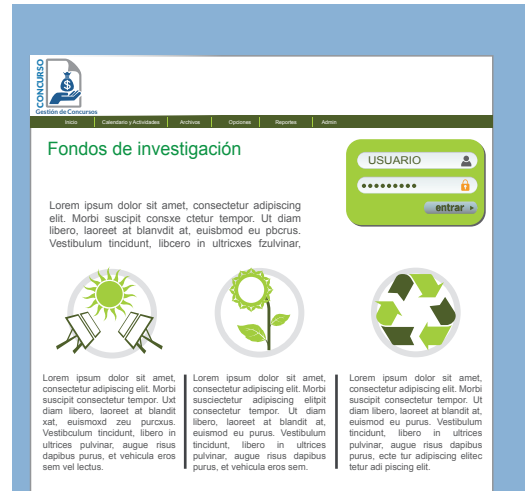 CONCURSO
$
Gestión de Concursos
Inicio Calendario y Actividades Archivos Opciones Reportes Admin
Fondos de investigación
USUARIO
entrar
Lorem ipsum dolor sit amet, consectetur adipiscing
elit. Morbi suscipit consxe ctetur tempor. Ut diam
libero, laoreet at blanvdit at, euisbmod eu pbcrus.
Vestibulum tincidunt, libcero in ultricxes fzulvinar,
Lorem ipsum dolor sit amet,
consectetur adipiscing elit. Morbi
suscipit consectetur tempor. Uxt
diam libero, laoreet at blandit
xat, euismoxd zeu purcxus.
Vestibculum tincidunt, libero in
ultrices pulvinar, augue risus
dapibus purus, et vehicula eros
sem vel lectus.
Lorem ipsum dolor sit amet,
consectetur adipiscing elit. Morbi
susciectetur adipiscing elitpit
consectetur tempor. Ut diam
libero, laoreet at blandit at,
euismod eu purus. Vestibulum
tincidunt, libero in ultrices
pulvinar, augue risus dapibus
purus, et vehicula eros sem.
Lorem ipsum dolor sit amet,
consectetur adipiscing elit. Morbi
suscipit consectetur tempor. Ut
diam libero, laoreet at blandit at,
euismod eu purus. Vestibulum
tincidunt, libero in ultrices
pulvinar, augue risus dapibus
purus, ecte tur adipiscing elitec
tetur adi piscing elit.